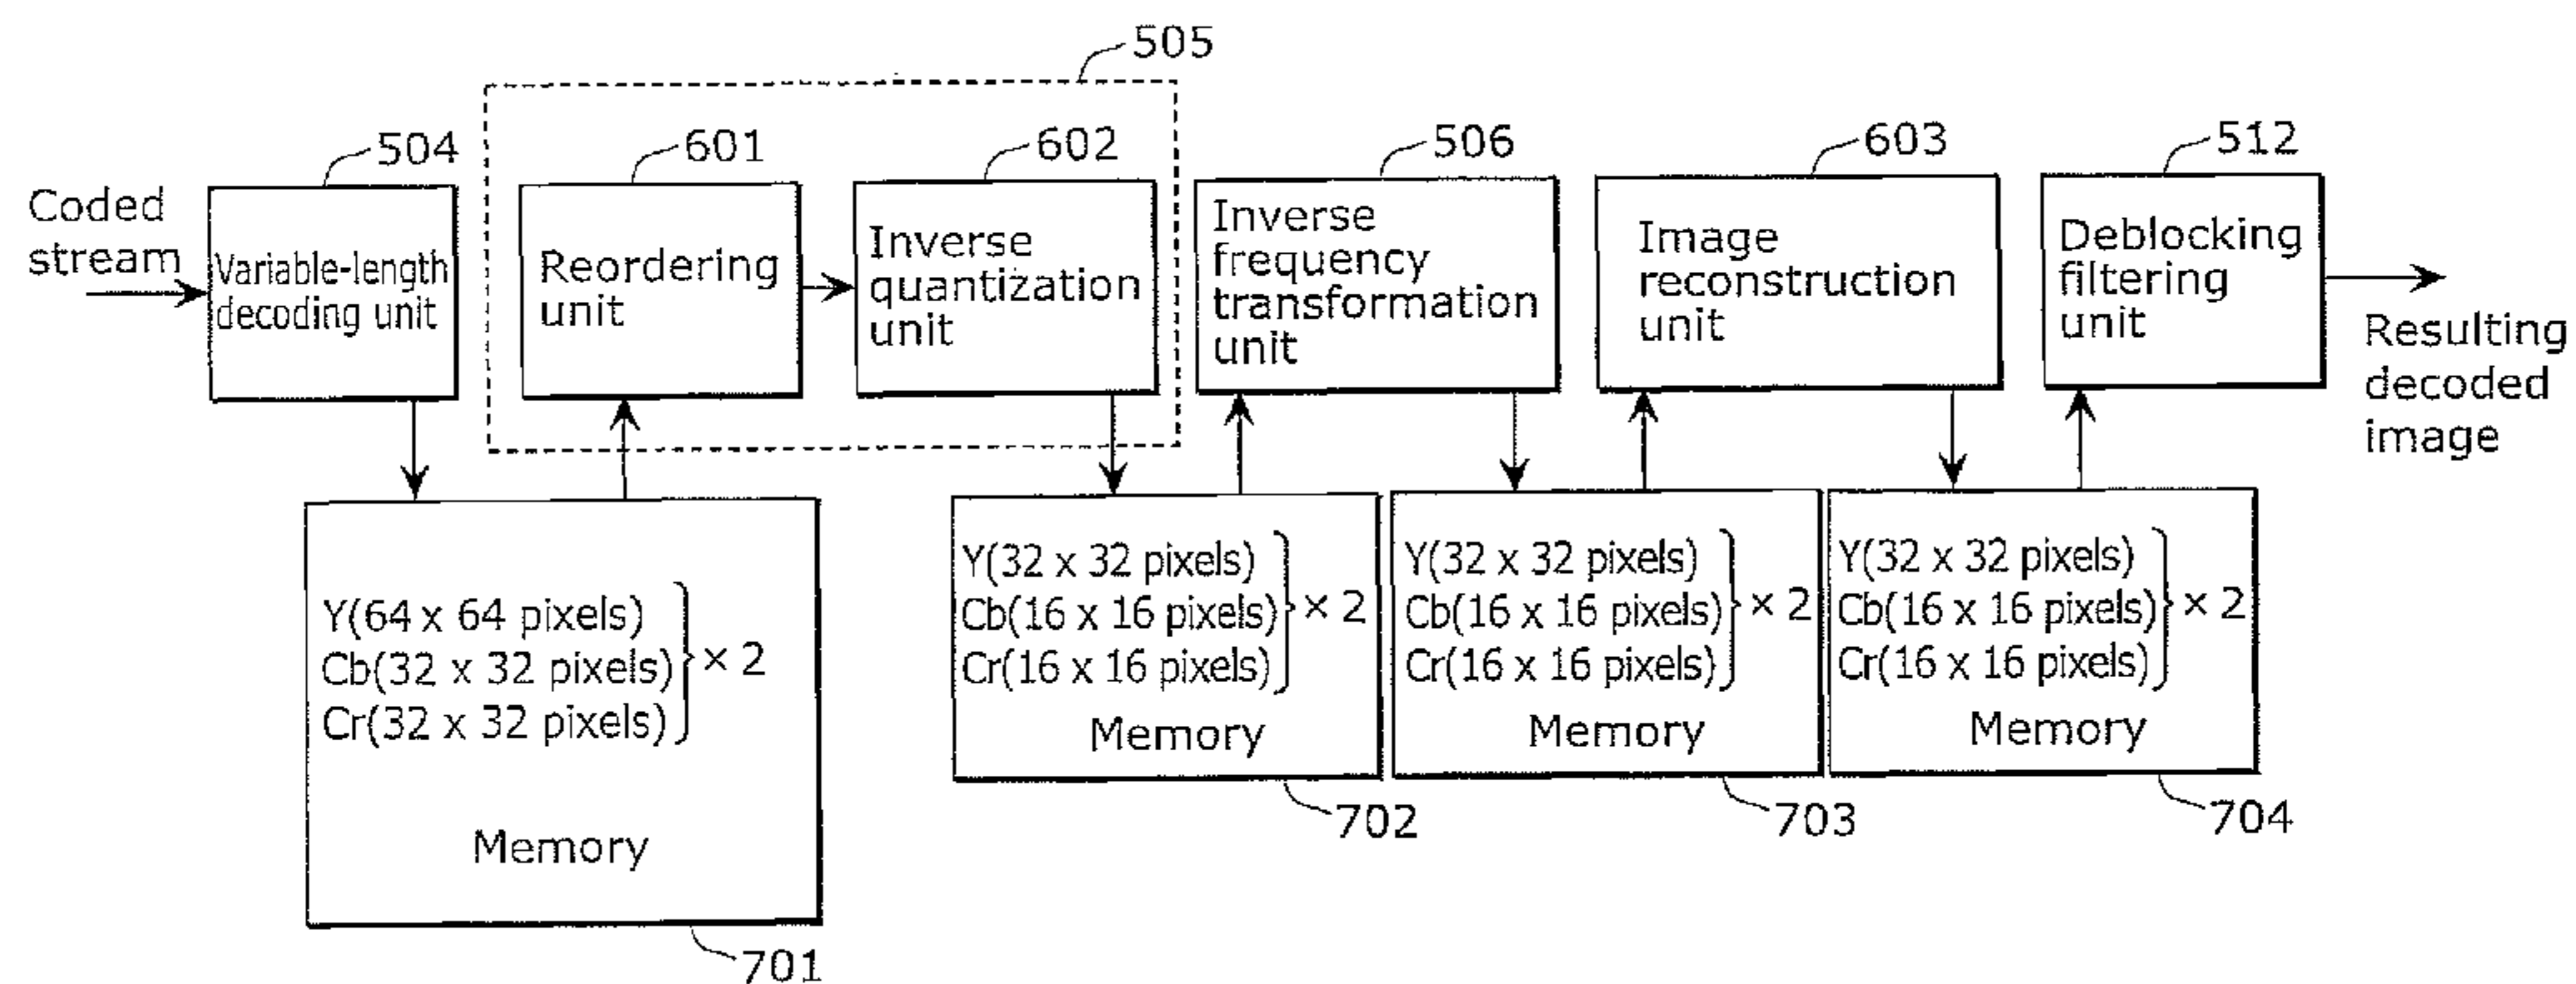 505
504
601
602
506
603
512
Coded
stream
Variable-length
decoding unit
Reordering
unit
Inverse
quantization
unit
Inverse
frequency
transformation
unit
Image
reconstruction
unit
Deblocking
filtering
unit
Resulting
decoded
image
Y(64 x 64 pixels)
Cb(32 x 32 pixels)
Cr(32 x 32 pixels)
× 2
Memory
701
Y(32 x 32 pixels)
Cb(16 x 16 pixels)
Cr(16 x 16 pixels)
× 2
Memory
702
Y(32 x 32 pixels)
Cb(16 x 16 pixels)
Cr(16 x 16 pixels)
× 2
Memory
703
Y(32 x 32 pixels)
Cb(16 x 16 pixels)
Cr(16 x 16 pixels)
× 2
Memory
704